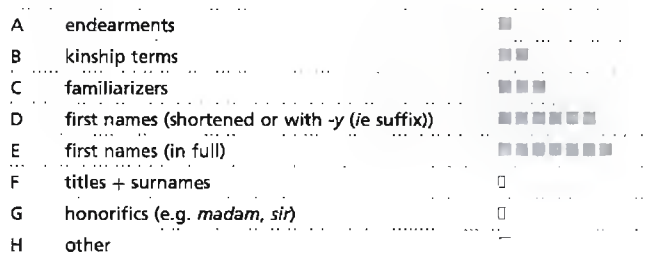 A endearments
B kinship terms
C familiarizers
D first names (shortened or with -y (ie suffix))
E first names (in full)
F titles + surnames
G honorifics (e.g. madam, sir)
H other